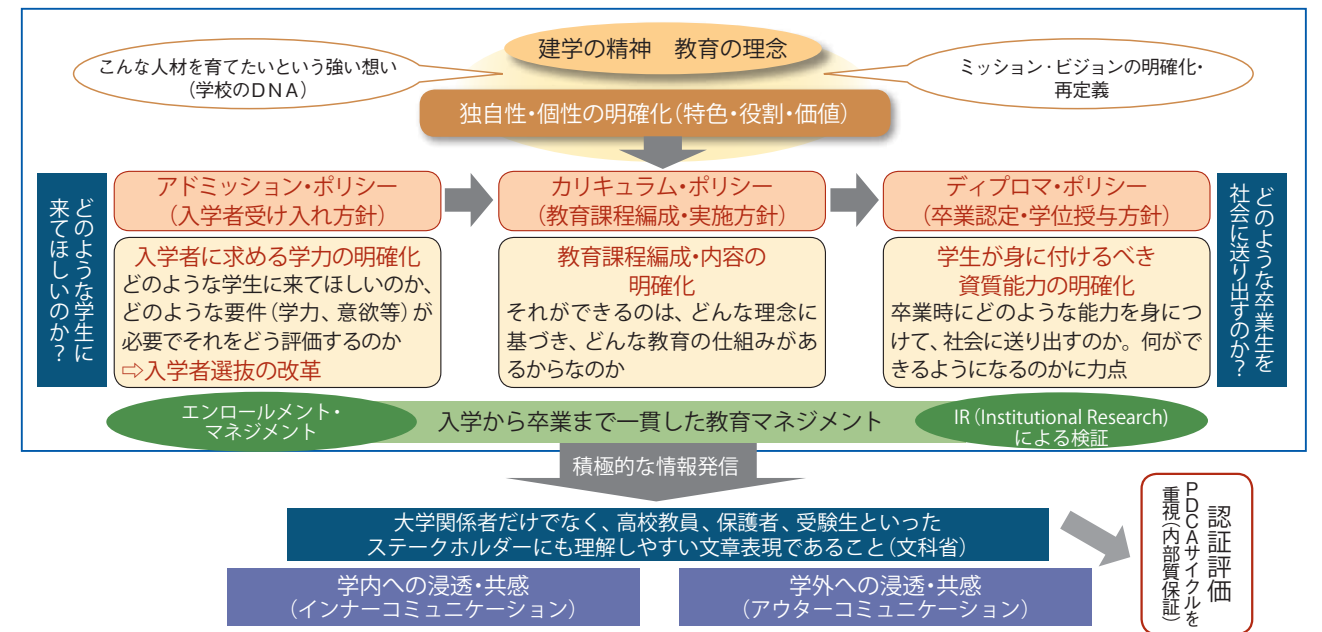 建学の精神　教育の理念
こんな人材を育てたいという強い想い
（学校のＤＮＡ）
ミッション・ビジョンの明確化・
再定義
独自性・個性の明確化（特色・役割・価値）
どのような学生に
来てほしいのか？
アドミッション・ポリシー
（入学者受け入れ方針）
入学者に求める学力の明確化
どのような学生に来てほしいのか、
どのような要件（学力、意欲等）が
必要でそれをどう評価するのか
⇨入学者選抜の改革
カリキュラム・ポリシー
（教育課程編成・実施方針）
教育課程編成・内容の
明確化
それができるのは、どんな理念に
基づき、どんな教育の仕組みがあ
るからなのか
ディプロマ・ポリシー
（卒業認定・学位授与方針）
学生が身に付けるべき
資質能力の明確化
卒業時にどのような能力を身につ
けて、社会に送り出すのか。何がで
きるようになるのかに力点
どのような卒業生を
社会に送り出すのか？
エンロールメント・
マネジメント
入学から卒業まで一貫した教育マネジメント
IR（Institutional Research）
による検証
積極的な情報発信
大学関係者だけでなく、高校教員、保護者、受験生といった
ステークホルダーにも理解しやすい文章表現であること（文科省）
学内への浸透・共感
（インナーコミュニケーション）
学外への浸透・共感
（アウターコミュニケーション）
認証評価
ＰＤＣＡサイクルを
重視（内部質保証）